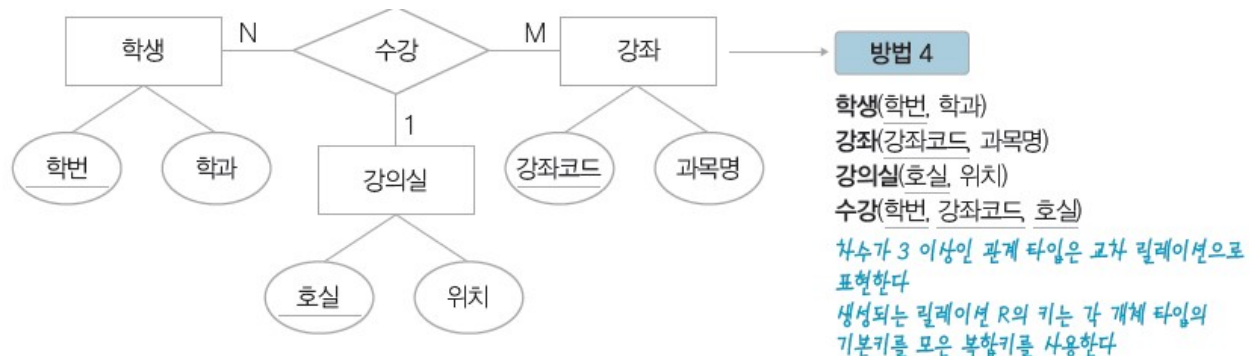 학생
N
수강
M
강좌
방법 4
학번
학과
1
강의실
강좌코드
과목명
호실
위치
학생(학번, 학과)
강좌(강좌코드, 과목명)
강의실(호실, 위치)
수강(학번, 강좌코드, 호실)
차수가 3 이상인 관계 타입은 교차 릴레이션으로
표현한다
생성되는 릴레이션 R의 키는 각 개체 타입의
기본키를 모은 복합키를 사용한다